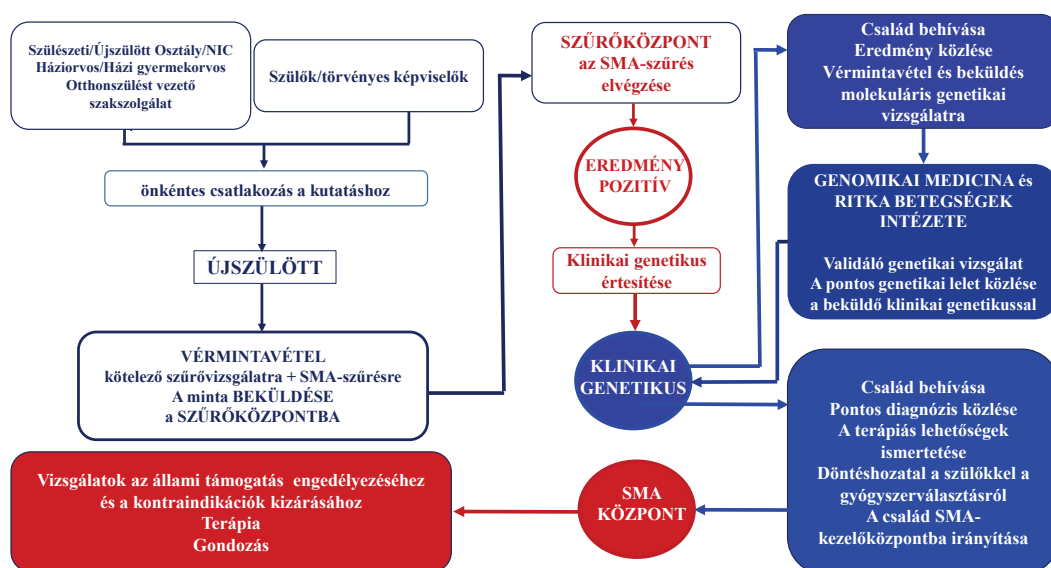 Szülészeti/Újszülött Osztály/NIC
Háziorvos/Házi gyermekorvos
Otthonszülést vezető
szakszolgálat
Szülők/törvényes képviselők
önkéntes csatlakozás a kutatáshoz
ÚJSZÜLÖTT
VÉRMINTAVÉTEL
kötelező szűrővizsgálatra + SMA-szűrésre
A minta BEKÜLDÉSE
a SZŰRŐKÖZPONTBA
SZŰRŐKÖZPONT
az SMA-szűrés
elvégzése
EREDMÉNY
POZITÍV
Klinikai genetikus
értesítése
KLINIKAI
GENETIKUS
Család behívása
Eredmény közlése
Vérmintavétel és beküldés
molekuláris genetikai
vizsgálatra
GENOMIKAI MEDICINA és
RITKA BETEGSÉGEK
INTÉZETE
Validáló genetikai vizsgálat
A pontos genetikai lelet közlése
a beküldő klinikai genetikussal
Család behívása
Pontos diagnózis közlése
A terápiás lehetőségek
ismertetése
Döntéshozatal a szülőkkel a
gyógyszerválasztásról
A család SMA-
kezelőközpontba irányítása
SMA
KÖZPONT
Vizsgálatok az állami támogatás engedélyezéséhez
és a kontraindikációk kizárásához
Terápia
Gondozás